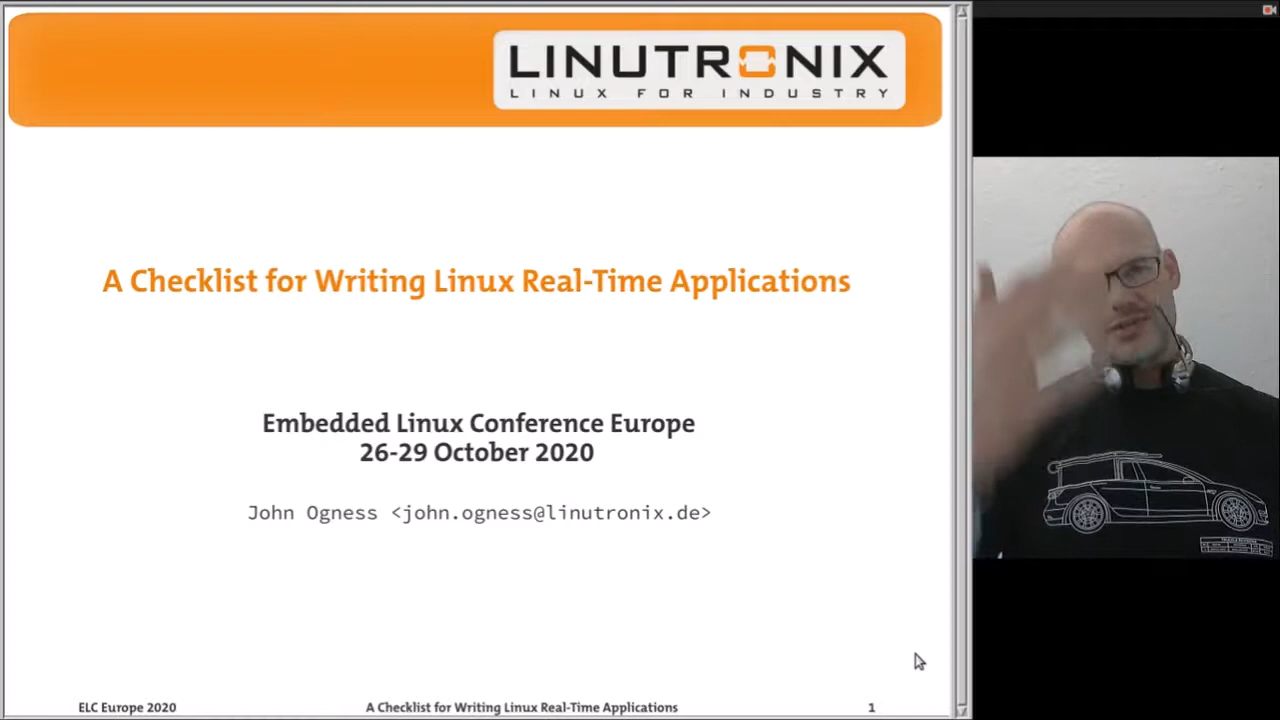 LINUTRONIX
LINUX FOR INDUSTRY
A Checklist for Writing Linux Real-Time Applications
Embedded Linux Conference Europe
26-29 October 2020
John Ogness <john.ogness@linutronix.de>
ELC Europe 2020
A Checklist for Writing Linux Real-Time Applications
1